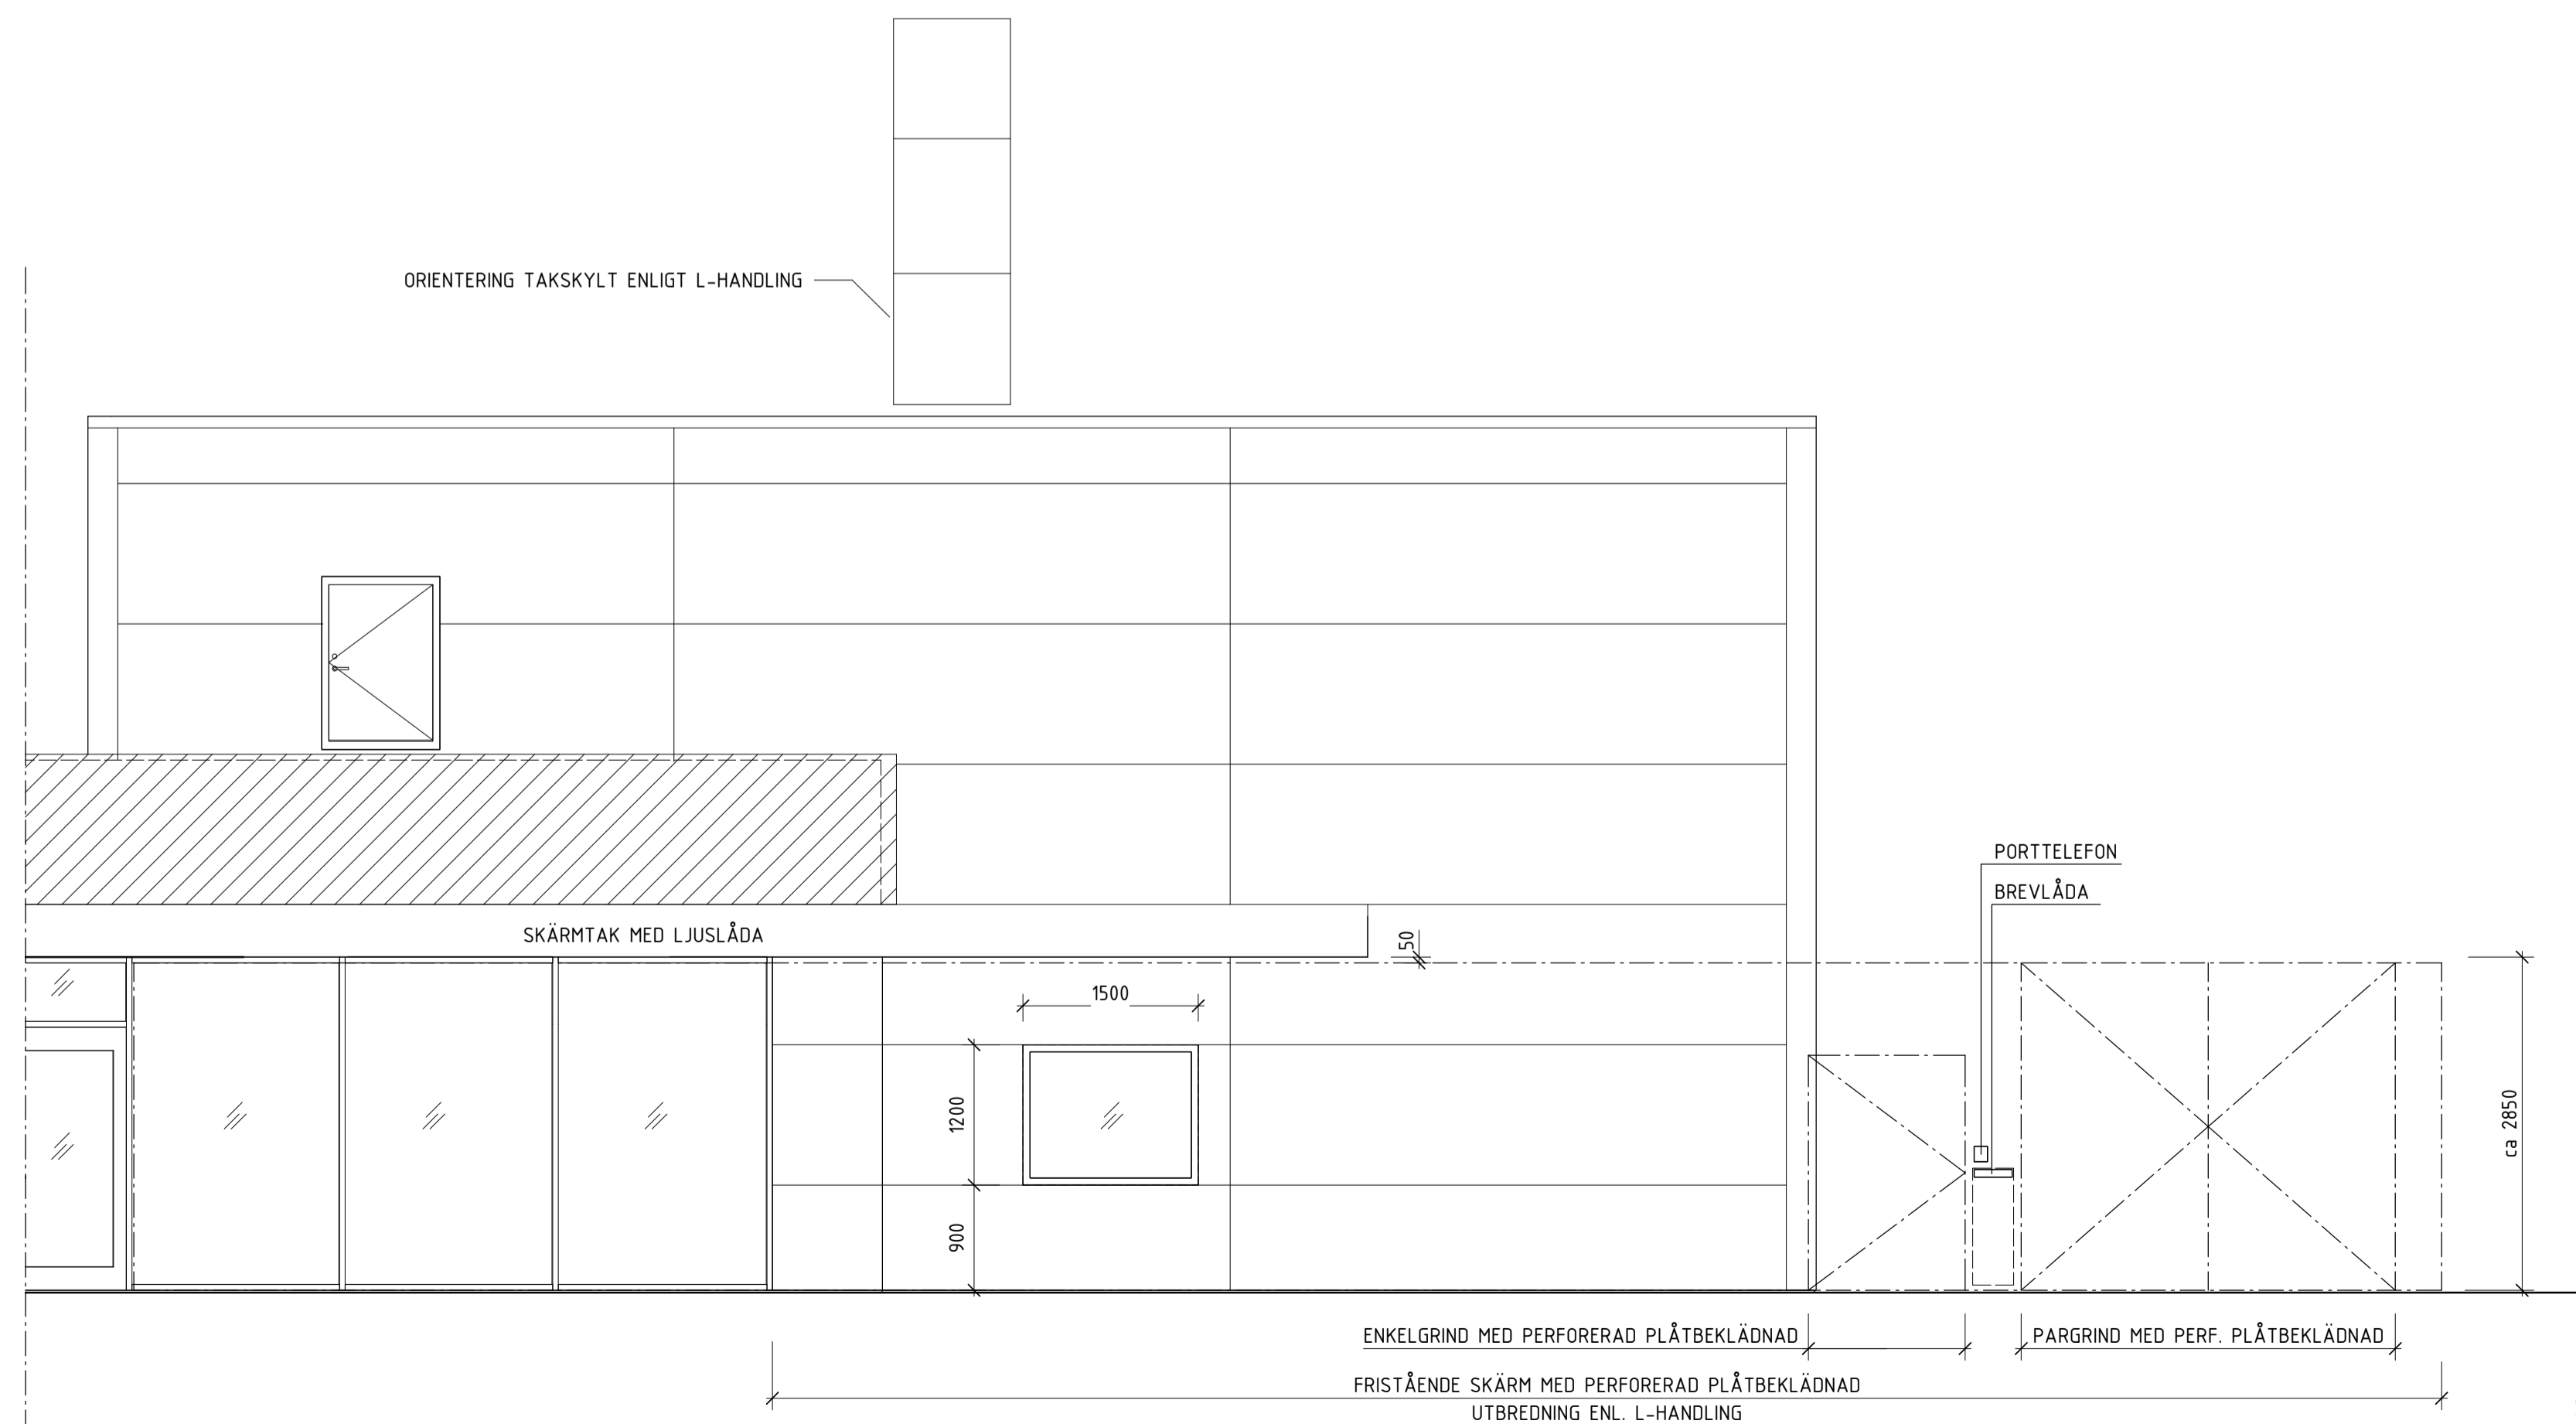 ORIENTERING TAKSKYLT ENLIGT L-HANDLING
PORTTELEFON
BREVLÅDA
SKÄRMTAK MED LJUSLÅDA
50
1500
1200
900
ca 2850
ENKELGRIND MED PERFORERAD PLÅTBEKLÄDNAD
PARGRIND MED PERF. PLÅTBEKLÄDNAD
FRISTÅENDE SKÄRM MED PERFORERAD PLÅTBEKLÄDNAD
UTBREDNING ENL. L-HANDLING